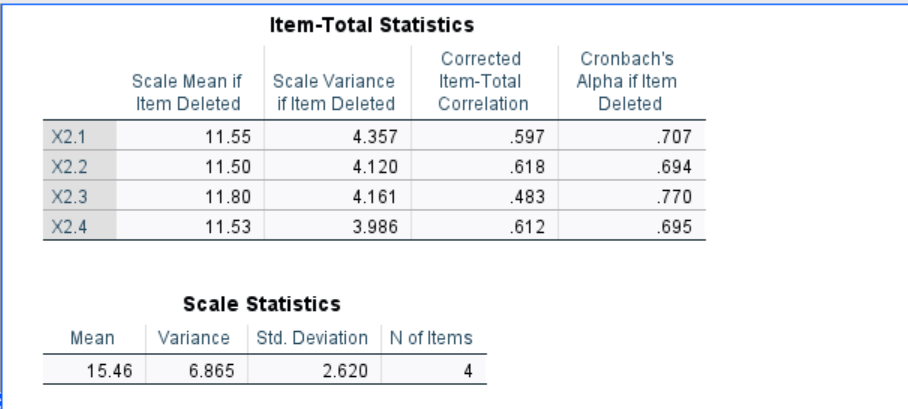 Item-Total Statistics
Scale Mean if Item Deleted Scale Variance if Item Deleted Corrected Item-Total Correlation Cronbach's Alpha if Item Deleted
X2.1 11.55 4.357 .597 .707
X2.2 11.50 4.120 .618 .694
X2.3 11.80 4.161 .483 .770
X2.4 11.53 3.986 .612 .695
Scale Statistics
Mean Variance Std. Deviation N of Items
15.46 6.865 2.620 4